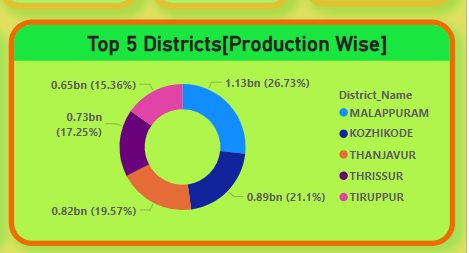 Top 5 Districts[Production Wise]
0.65bn (15.36%)
1.13bn (26.73%)
0.73bn
(17.25%)
0.82bn (19.57%)
0.89bn (21.1%)
District_Name
MALAPPURAM
KOZHIKODE
THANJAVUR
THRISSUR
TIRUPPUR